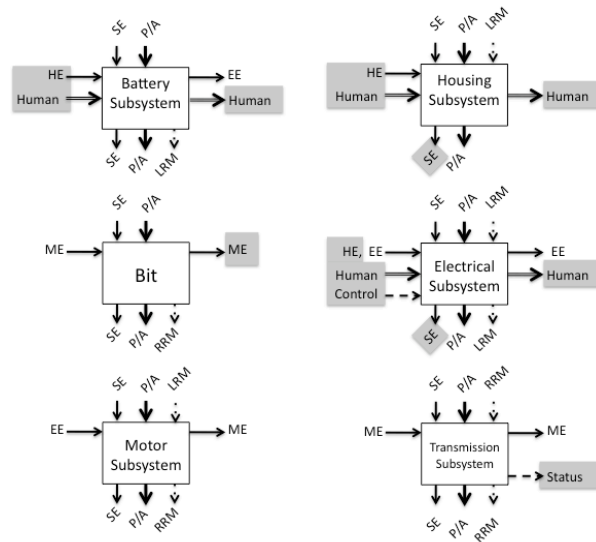 SE P/A
HE
Human
Battery
Subsystem
EE
Human
SE P/A LRM
SE P/A LRM
HE
Human
Housing
Subsystem
Human
SE P/A
SE P/A
ME
Bit
ME
SE P/A RRM
SE P/A LRM
HE, EE
Human
Control
Electrical
Subsystem
EE
Human
SE P/A LRM
SE P/A LRM
EE
Motor
Subsystem
ME
SE P/A RRM
SE P/A RRM
ME
Transmission
Subsystem
ME
Status
SE P/A RRM